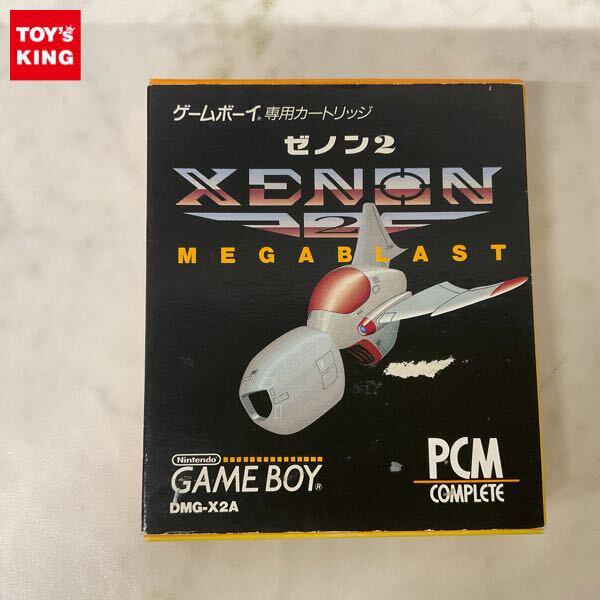 TOY's
KING
ゲームボーイ®専用カートリッジ
ゼノン2
XENON
2
MEGABLAST
Nintendo
GAME BOY®
DMG-X2A
PCM
COMPLETE